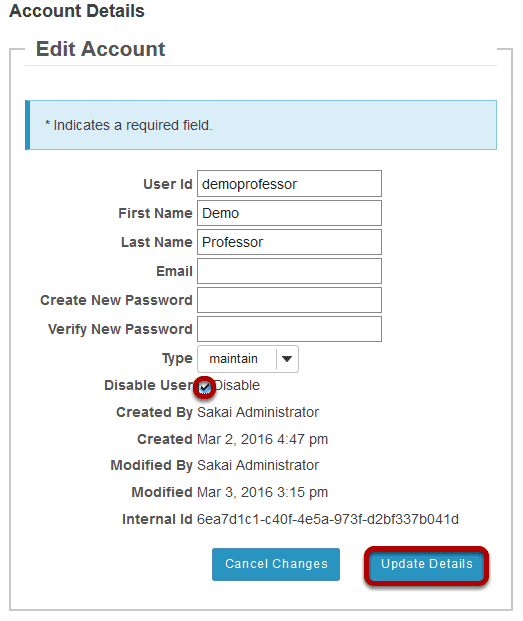 Account Details
Edit Account
* Indicates a required field.
User Id demoprofessor
First Name Demo
Last Name Professor
Email
Create New Password
Verify New Password
Type maintain
Disable User Disable
Created By Sakai Administrator
Created Mar 2, 2016 4:47 pm
Modified By Sakai Administrator
Modified Mar 3, 2016 3:15 pm
Internal Id 6ea7d1c1-c40f-4e5a-973f-d2bf337b041d
Cancel Changes Update Details